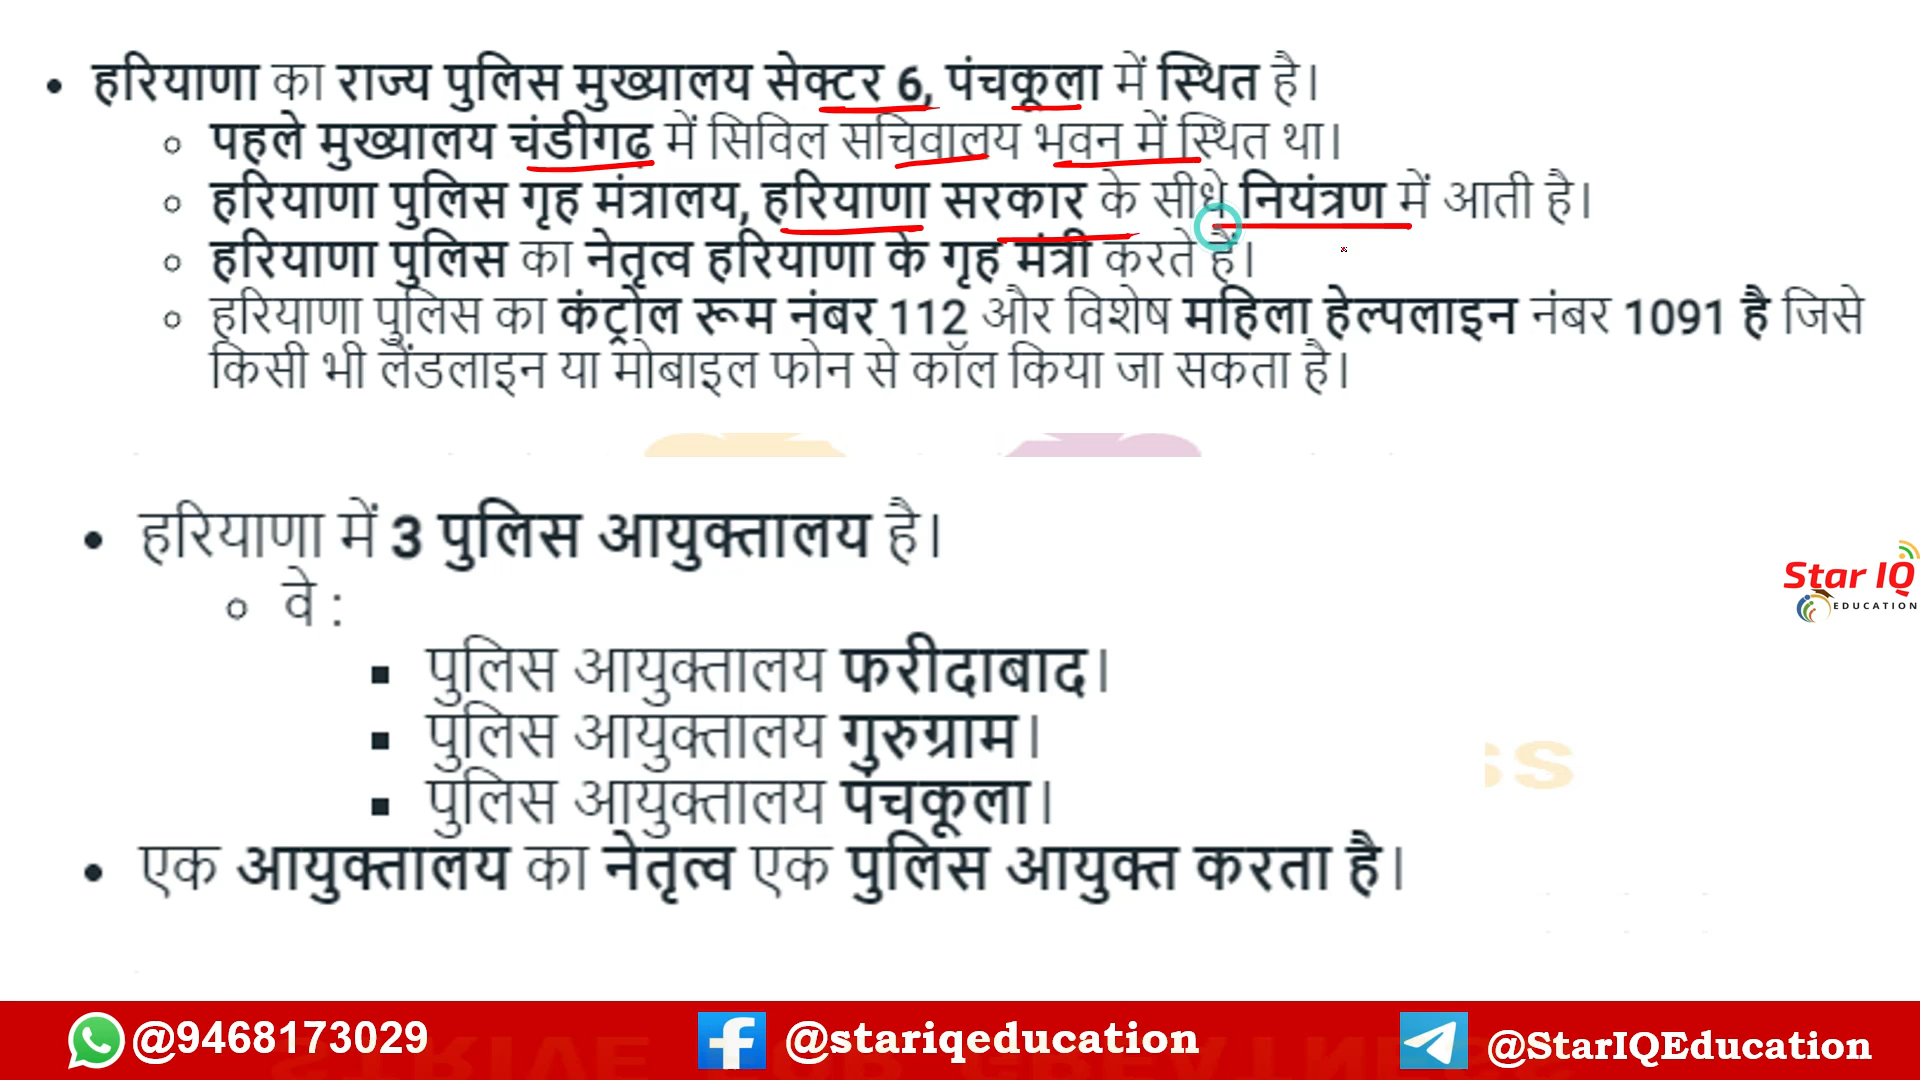 • हरियाणा का राज्य पुलिस मुख्यालय सेक्टर 6, पंचकूला में स्थित है।
○ पहले मुख्यालय चंडीगढ़ में सिविल सचिवालय भवन में स्थित था।
○ हरियाणा पुलिस गृह मंत्रालय, हरियाणा सरकार के सीधे नियंत्रण में आती है।
○ हरियाणा पुलिस का नेतृत्व हरियाणा के गृह मंत्री करते हैं।
○ हरियाणा पुलिस का कंट्रोल रूम नंबर 112 और विशेष महिला हेल्पलाइन नंबर 1091 है जिसे
किसी भी लैंडलाइन या मोबाइल फोन से कॉल किया जा सकता है।
• हरियाणा में 3 पुलिस आयुक्तालय है।
○ वे :
▪ पुलिस आयुक्तालय फरीदाबाद।
▪ पुलिस आयुक्तालय गुरुग्राम।
▪ पुलिस आयुक्तालय पंचकूला।
• एक आयुक्तालय का नेतृत्व एक पुलिस आयुक्त करता है।
Star IQ
EDUCATION
@9468173029
@stariqeducation
@StarIQEducation